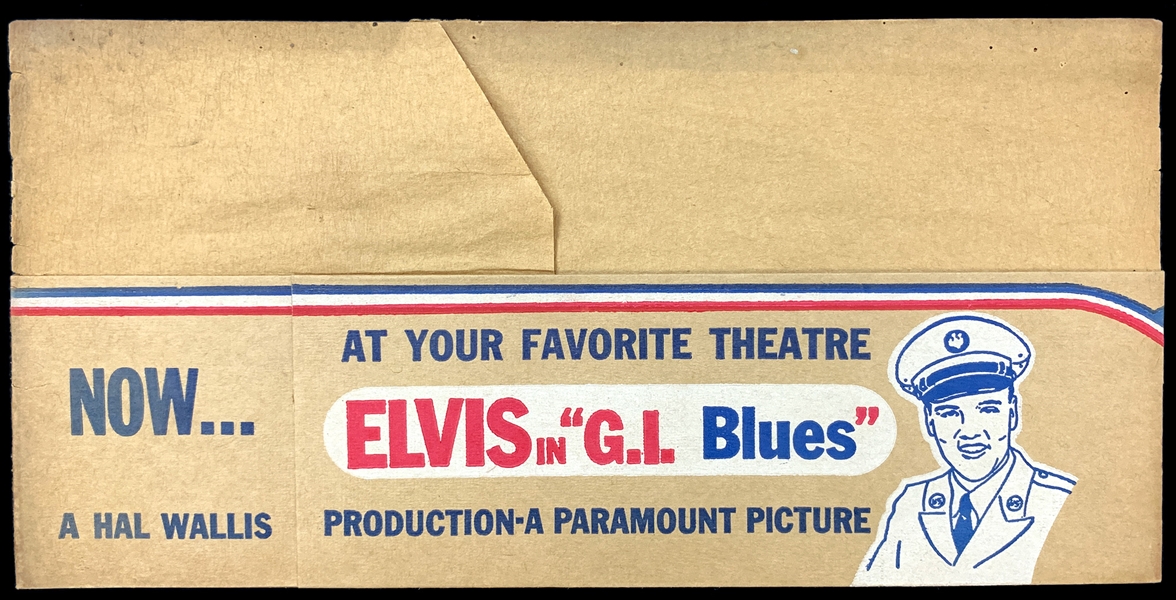 AT YOUR FAVORITE THEATRE
NOW...
ELVIS IN "G.I. Blues"
A HAL WALLIS PRODUCTION-A PARAMOUNT PICTURE